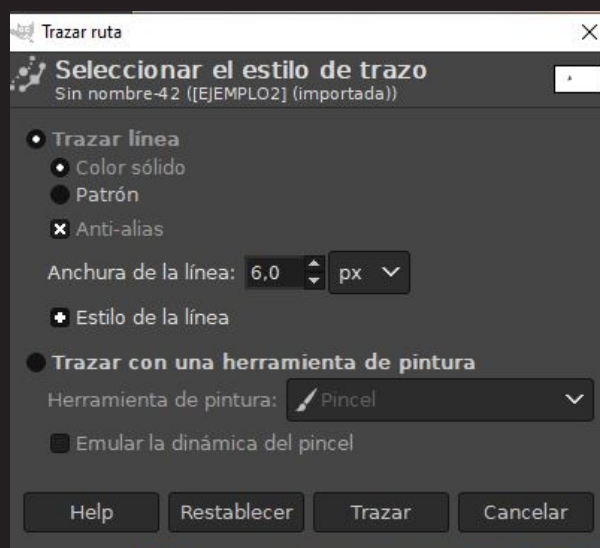 Trazar ruta
Seleccionar el estilo de trazo
Sin nombre-42 ([EJEMPLO2] (importada))
Trazar línea
Color sólido
Patrón
Anti-alias
Anchura de la línea: 6,0 px
Estilo de la línea
Trazar con una herramienta de pintura
Herramienta de pintura: Pincel
Emular la dinámica del pincel
Help Restablecer Trazar Cancelar